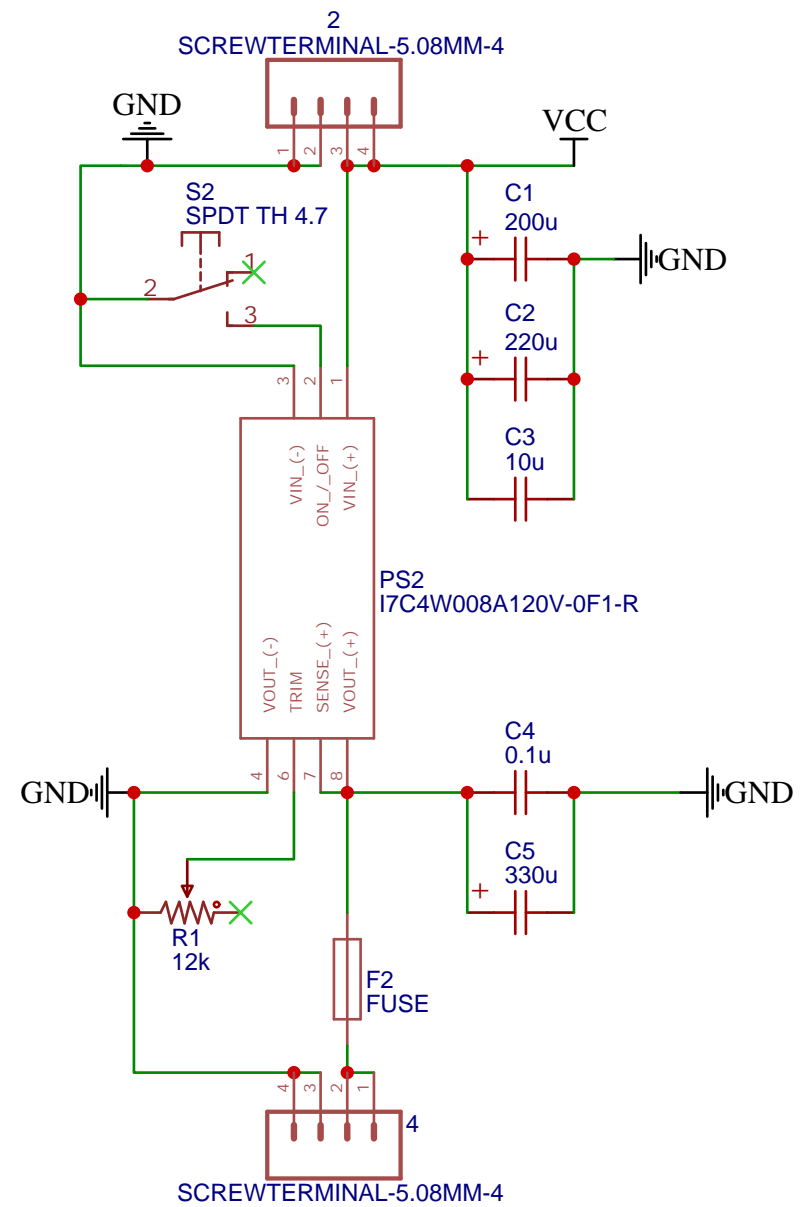 2
SCREWTERMINAL-5.08MM-4
GND
VCC
1
2
3
4
S2
SPDT TH 4.7
1
2
3
C1
200u
+
GND
C2
220u
+
C3
10u
3
2
1
VIN_(-)
ON_/_OFF
VIN_(+)
PS2
I7C4W008A120V-0F1-R
VOUT_(-)
TRIM
SENSE_(+)
VOUT_(+)
4
6
7
8
GND
C4
0.1u
GND
C5
330u
+
R1
12k
F2
FUSE
4
3
2
1
4
SCREWTERMINAL-5.08MM-4